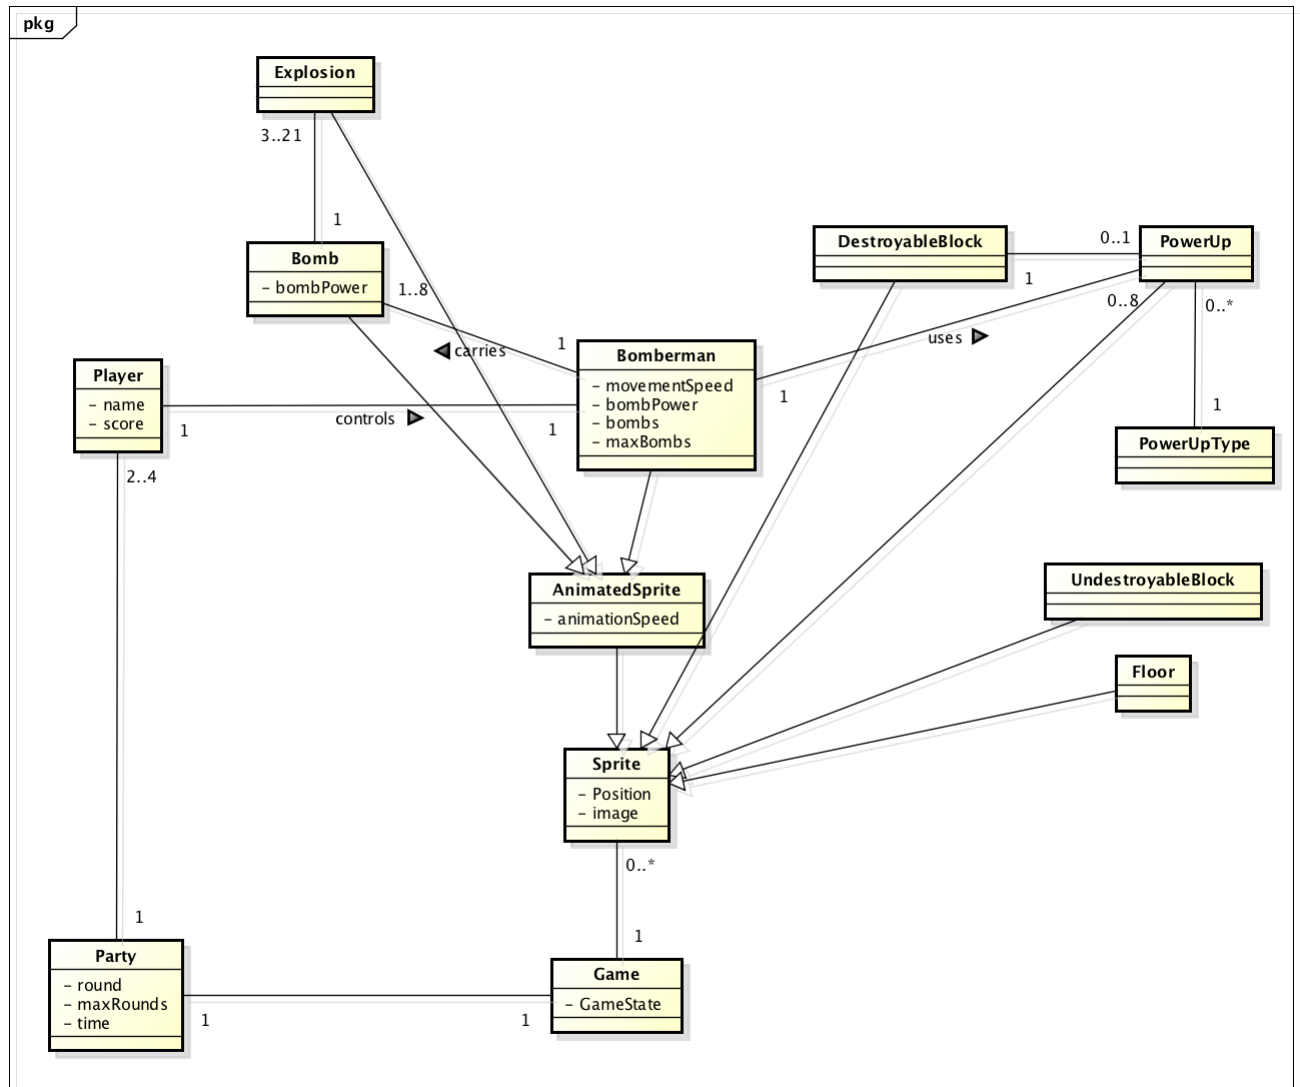 pkg
Explosion
3..21
1
Bomb
– bombPower
1..8
carries
1
DestroyableBlock
0..1
1
PowerUp
0..8
0..*
uses
1
Bomberman
– movementSpeed
– bombPower
– bombs
– maxBombs
Player
– name
– score
controls
1
1
2..4
1
PowerUpType
AnimatedSprite
– animationSpeed
UndestroyableBlock
Floor
Sprite
– Position
– image
0..*
1
1
Party
– round
– maxRounds
– time
1
1
Game
– GameState